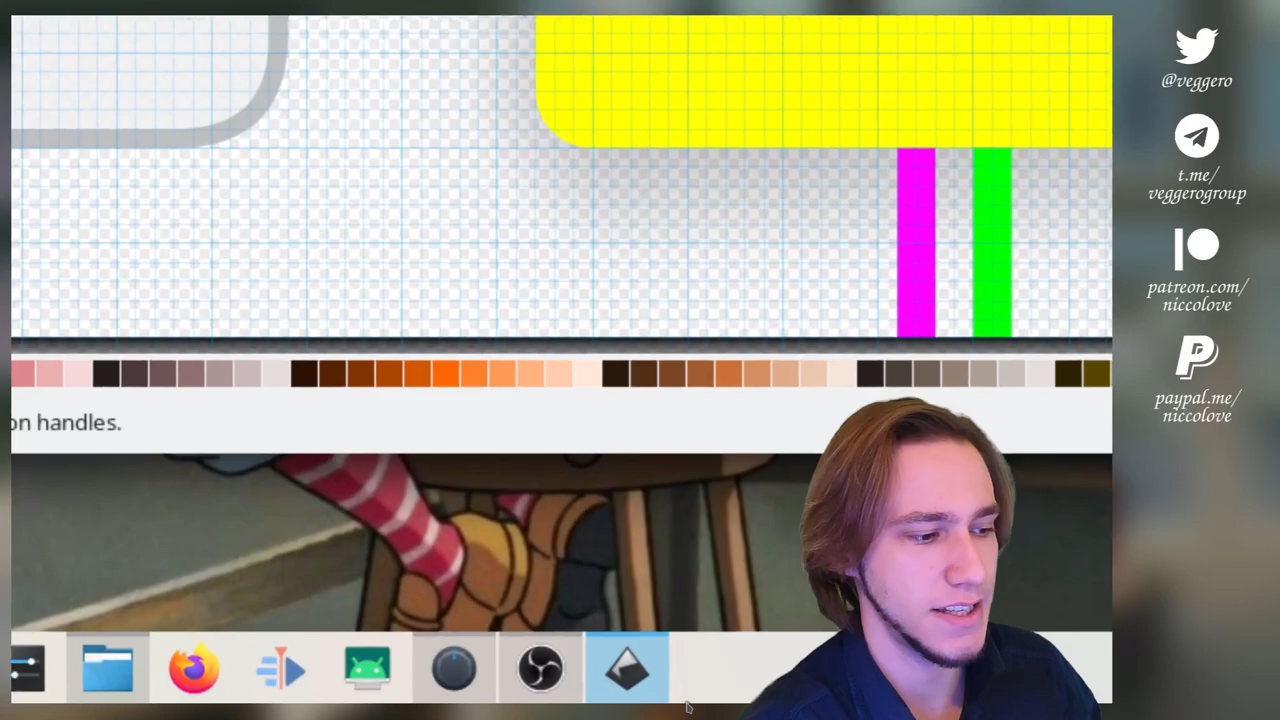 @veggero
t.me/
veggerogroup
patreon.com/
niccolove
paypal.me/
niccolove
on handles.